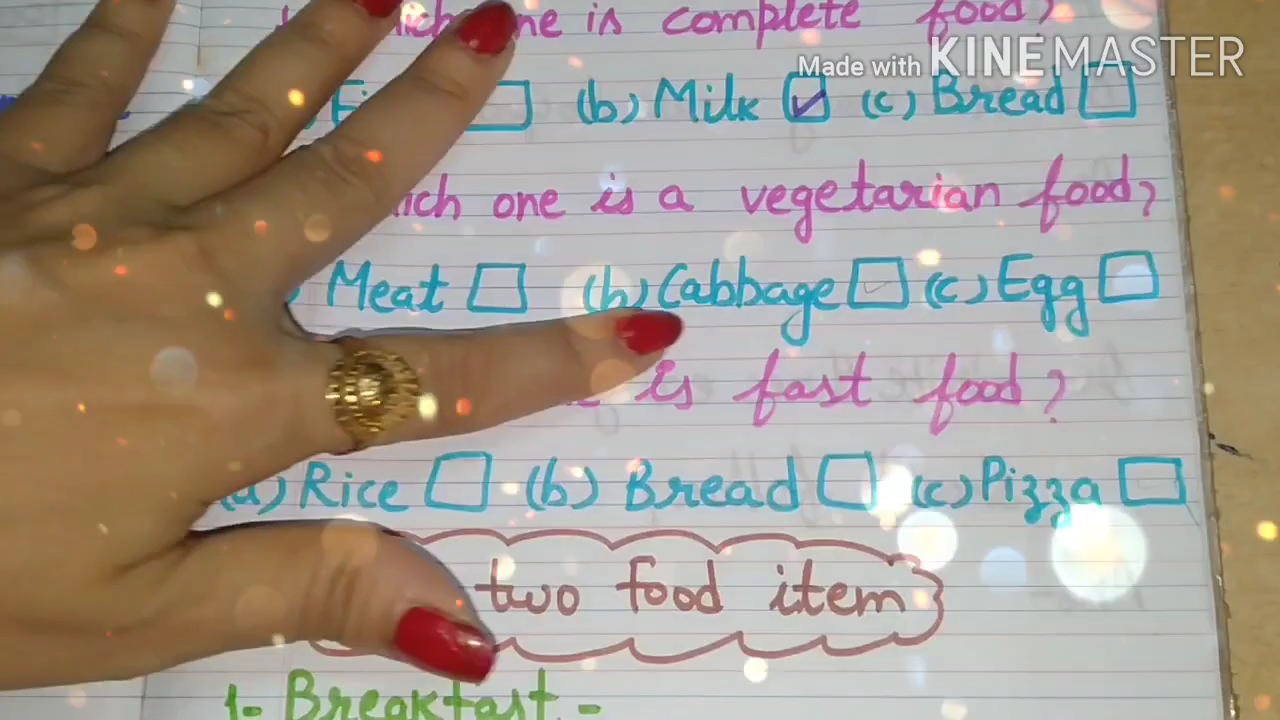 is complete food?
Made with KINEMASTER
(b) Milk (c) Bread
one is a vegetarian food?
Meat (b) Cabbage (c) Egg
is fast food?
(a) Rice (b) Bread (c) Pizza
two food item
1- Breakfast -